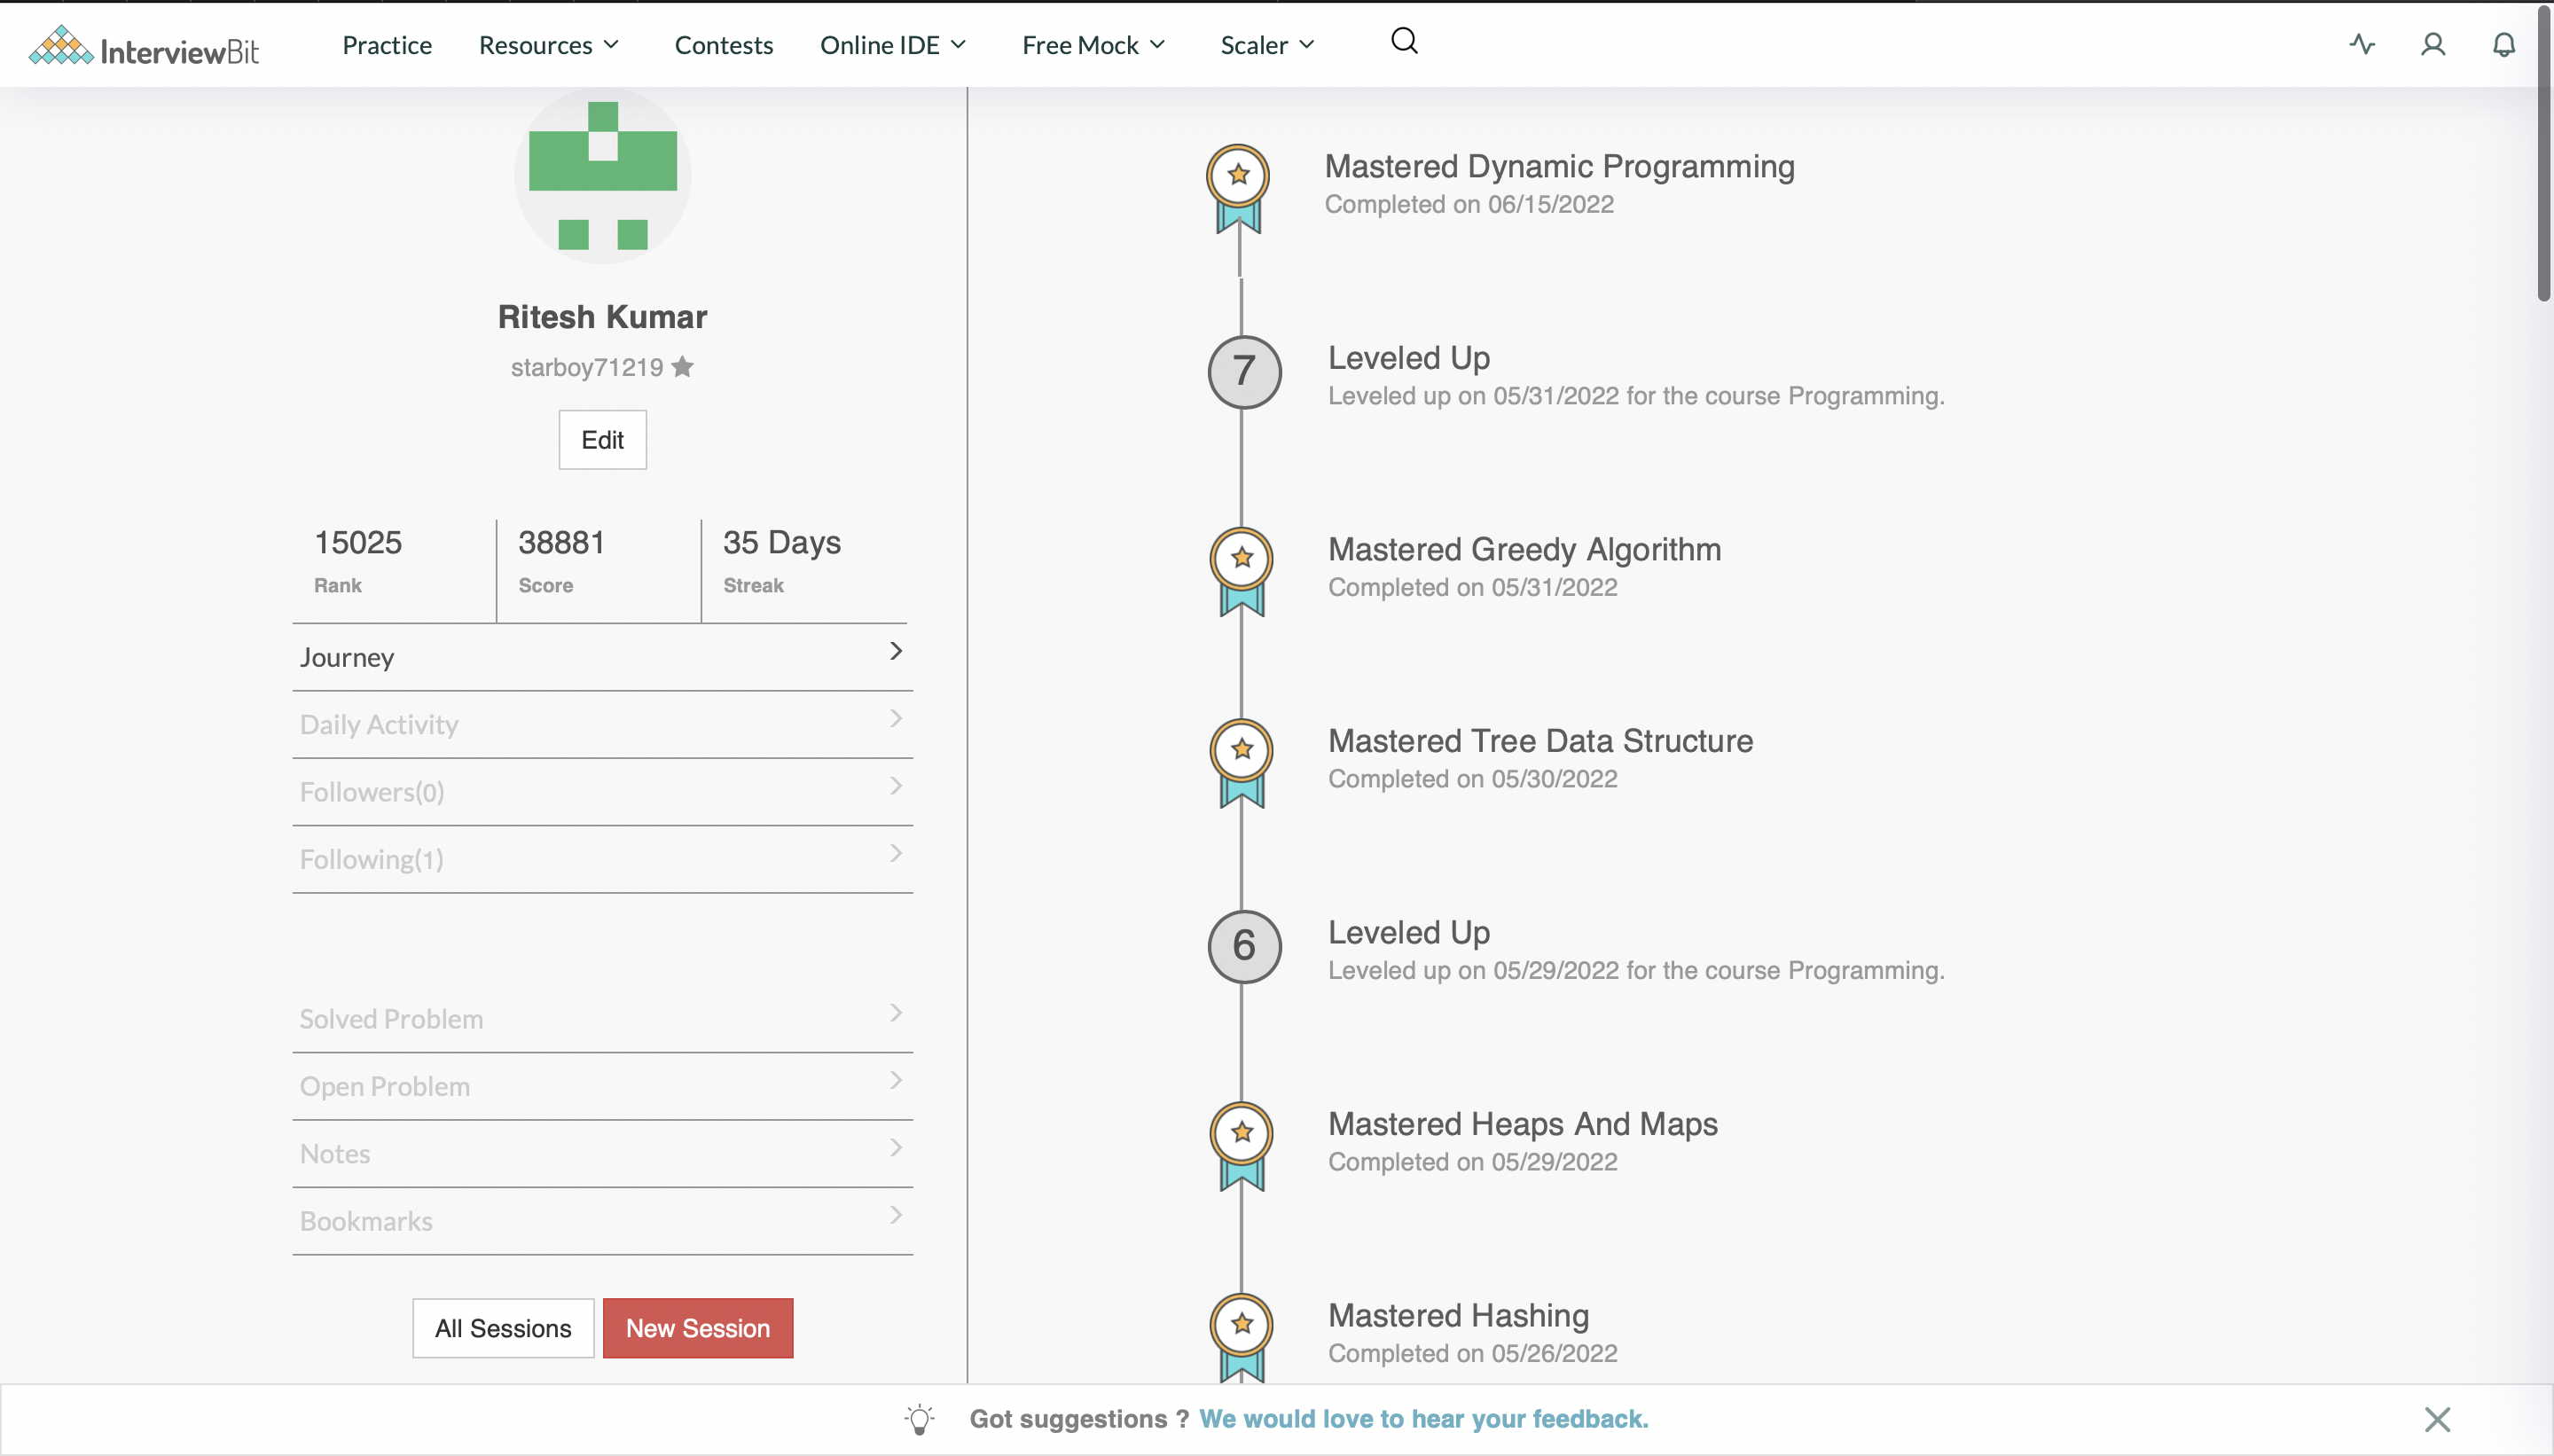 InterviewBit
Practice
Resources
Contests
Online IDE
Free Mock
Scaler
Ritesh Kumar
starboy71219
Edit
15025
Rank
38881
Score
35 Days
Streak
Journey
Daily Activity
Followers(0)
Following(1)
Solved Problem
Open Problem
Notes
Bookmarks
All Sessions
New Session
Mastered Dynamic Programming
Completed on 06/15/2022
7
Leveled Up
Leveled up on 05/31/2022 for the course Programming.
Mastered Greedy Algorithm
Completed on 05/31/2022
Mastered Tree Data Structure
Completed on 05/30/2022
6
Leveled Up
Leveled up on 05/29/2022 for the course Programming.
Mastered Heaps And Maps
Completed on 05/29/2022
Mastered Hashing
Completed on 05/26/2022
Got suggestions ? We would love to hear your feedback.